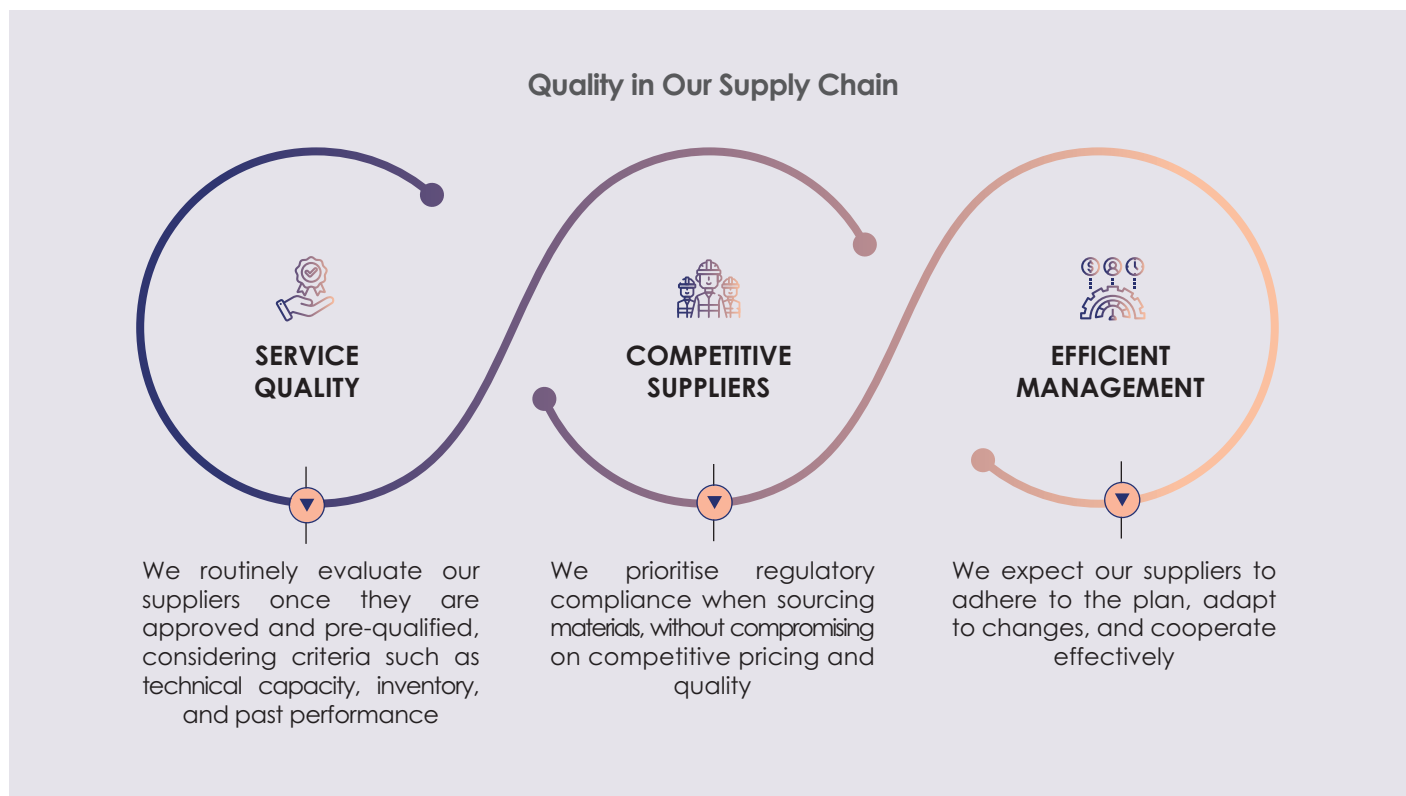 Quality in Our Supply Chain
SERVICE
QUALITY
We routinely evaluate our
suppliers once they are
approved and pre-qualified,
considering criteria such as
technical capacity, inventory,
and past performance
COMPETITIVE
SUPPLIERS
We prioritise regulatory
compliance when sourcing
materials, without compromising
on competitive pricing and
quality
EFFICIENT
MANAGEMENT
We expect our suppliers to
adhere to the plan, adapt
to changes, and cooperate
effectively